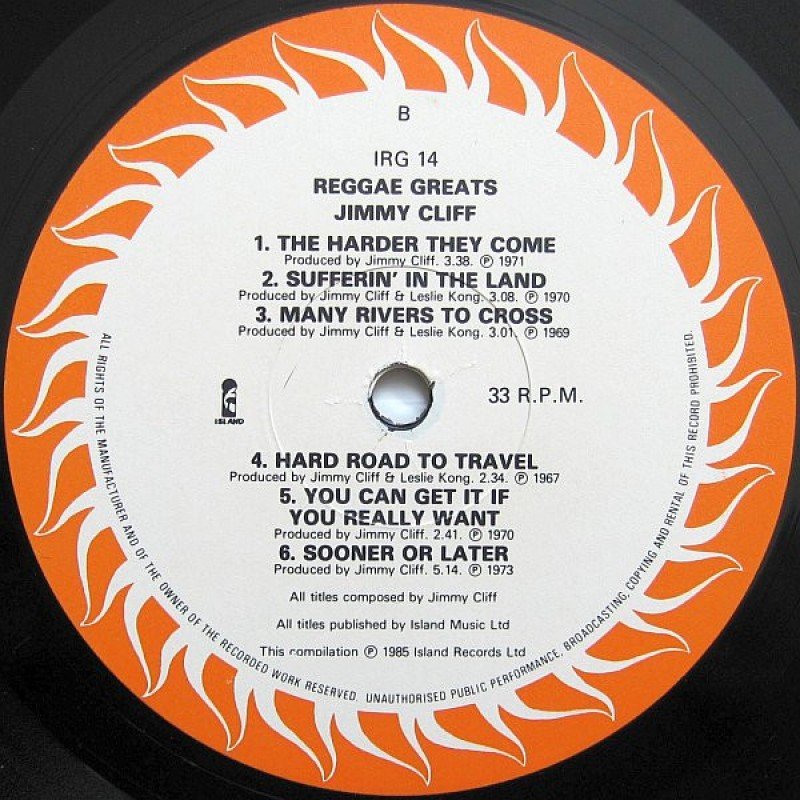 B
IRG 14
REGGAE GREATS
JIMMY CLIFF
1. THE HARDER THEY COME
Produced by Jimmy Cliff. 3.38. ℗ 1971
2. SUFFERIN' IN THE LAND
Produced by Jimmy Cliff & Leslie Kong. 3.08. ℗ 1970
3. MANY RIVERS TO CROSS
Produced by Jimmy Cliff & Leslie Kong. 3.01. ℗ 1969
ISLAND
33 R.P.M.
4. HARD ROAD TO TRAVEL
Produced by Jimmy Cliff & Leslie Kong. 2.34. ℗ 1967
5. YOU CAN GET IT IF
YOU REALLY WANT
Produced by Jimmy Cliff. 2.41. ℗ 1970
6. SOONER OR LATER
Produced by Jimmy Cliff. 5.14. ℗ 1973
All titles composed by Jimmy Cliff
All titles published by Island Music Ltd
This compilation ℗ 1985 Island Records Ltd
ALL RIGHTS OF THE MANUFACTURER AND OF THE OWNER OF THE RECORDED WORK RESERVED. UNAUTHORISED PUBLIC PERFORMANCE, BROADCASTING, COPYING AND RENTAL OF THIS RECORD PROHIBITED.